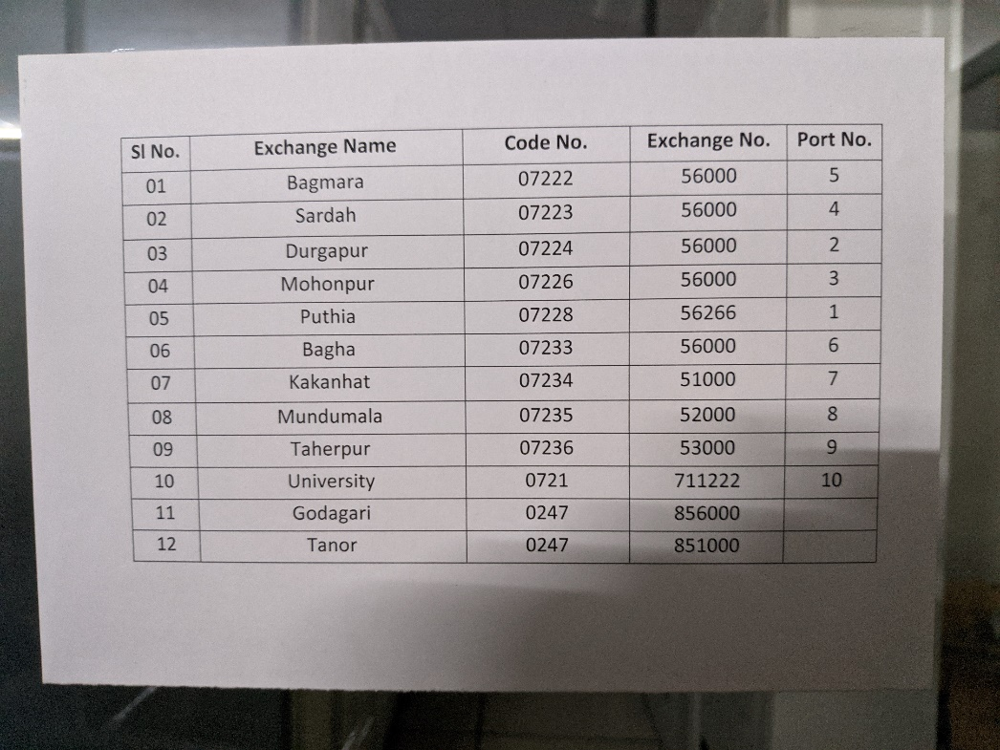 Sl No. Exchange Name Code No. Exchange No. Port No.
01 Bagmara 07222 56000 5
02 Sardah 07223 56000 4
03 Durgapur 07224 56000 2
04 Mohonpur 07226 56000 3
05 Puthia 07228 56266 1
06 Bagha 07233 56000 6
07 Kakanhat 07234 51000 7
08 Mundumala 07235 52000 8
09 Taherpur 07236 53000 9
10 University 0721 711222 10
11 Godagari 0247 856000
12 Tanor 0247 851000